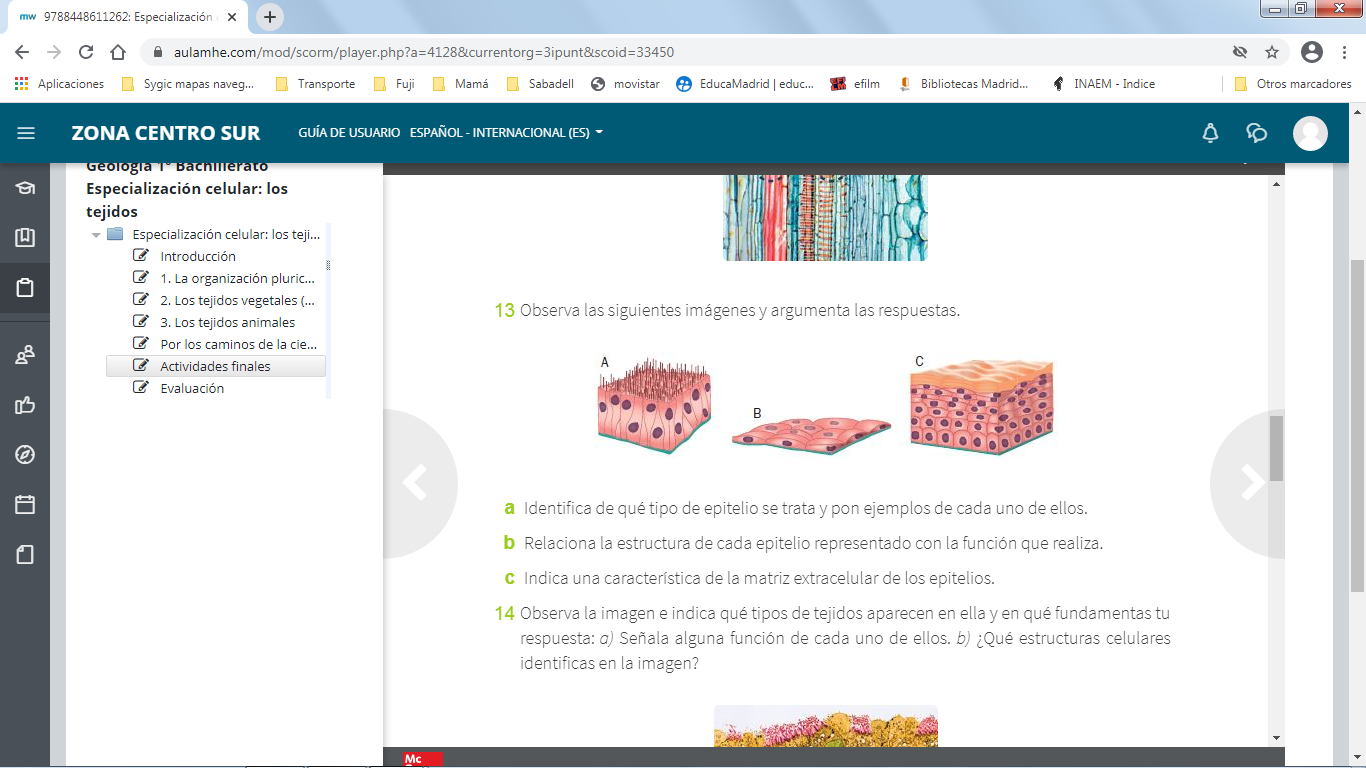 mw 9788448611262: Especialización
aulamhe.com/mod/scorm/player.php?a=4128&currentorg=3ipunt&scoid=33450
Aplicaciones Sygic mapas naveg... Transporte Fuji Mamá Sabadell movistar EducaMadrid | educ... efilm Bibliotecas Madrid... INAEM - Indice Otros marcadores
ZONA CENTRO SUR GUÍA DE USUARIO ESPAÑOL - INTERNACIONAL (ES)
Geología 1º Bachillerato
Especialización celular: los
tejidos
Especialización celular: los teji...
Introducción
1. La organización pluric...
2. Los tejidos vegetales (...
3. Los tejidos animales
Por los caminos de la cie...
Actividades finales
Evaluación
13 Observa las siguientes imágenes y argumenta las respuestas.
A
B
C
a Identifica de qué tipo de epitelio se trata y pon ejemplos de cada uno de ellos.
b Relaciona la estructura de cada epitelio representado con la función que realiza.
c Indica una característica de la matriz extracelular de los epitelios.
14 Observa la imagen e indica qué tipos de tejidos aparecen en ella y en qué fundamentas tu
respuesta: a) Señala alguna función de cada uno de ellos. b) ¿Qué estructuras celulares
identificas en la imagen?
Mc